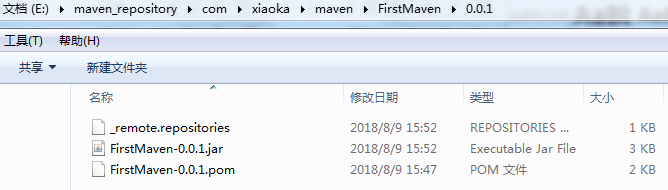 文档 (E:) ▸ maven_repository ▸ com ▸ xiaoka ▸ maven ▸ FirstMaven ▸ 0.0.1
工具(T) 帮助(H)
共享 新建文件夹
名称 修改日期 类型 大小
_remote.repositories 2018/8/9 15:52 REPOSITORIES ... 1 KB
FirstMaven-0.0.1.jar 2018/8/9 15:52 Executable Jar File 3 KB
FirstMaven-0.0.1.pom 2018/8/9 15:47 POM 文件 2 KB